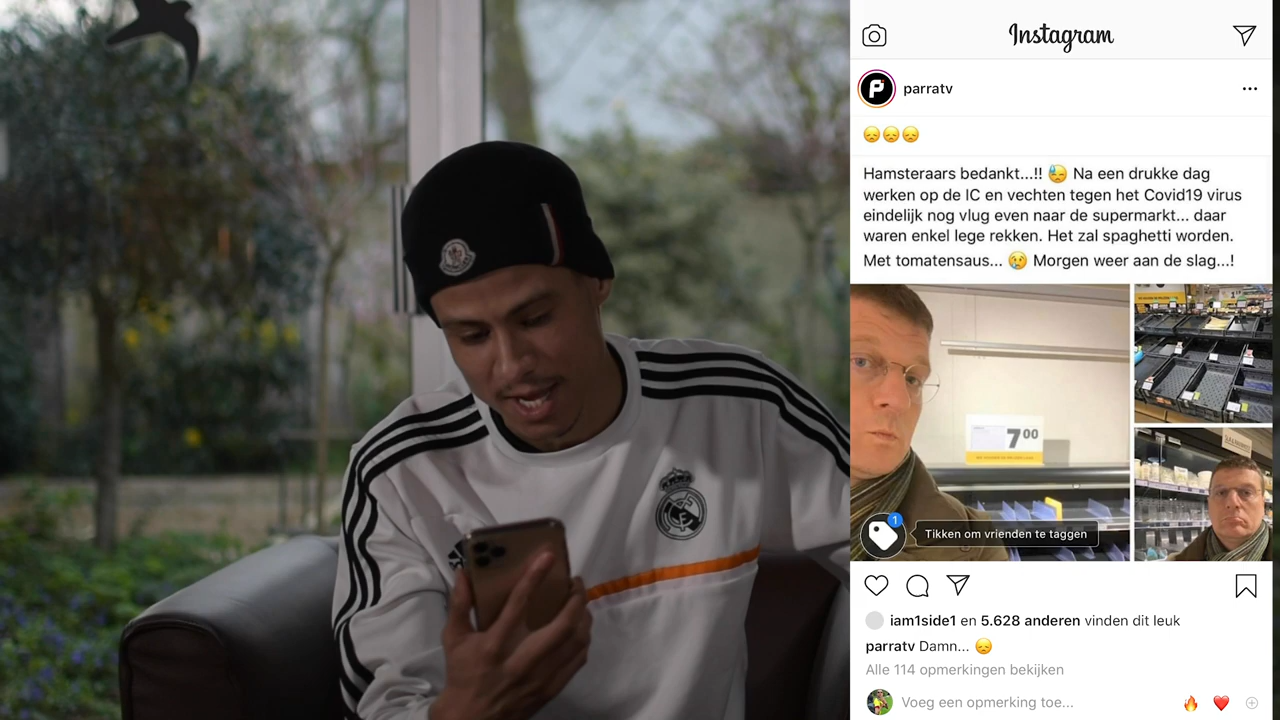 Instagram
parratv
😞😞😞
Hamsteraars bedankt...!! 😓 Na een drukke dag
werken op de IC en vechten tegen het Covid19 virus
eindelijk nog vlug even naar de supermarkt... daar
waren enkel lege rekken. Het zal spaghetti worden.
Met tomatensaus... 😢 Morgen weer aan de slag...!
7 00
1
Tikken om vrienden te taggen
iam1side1 en 5.628 anderen vinden dit leuk
parratv Damn... 😞
Alle 114 opmerkingen bekijken
Voeg een opmerking toe...